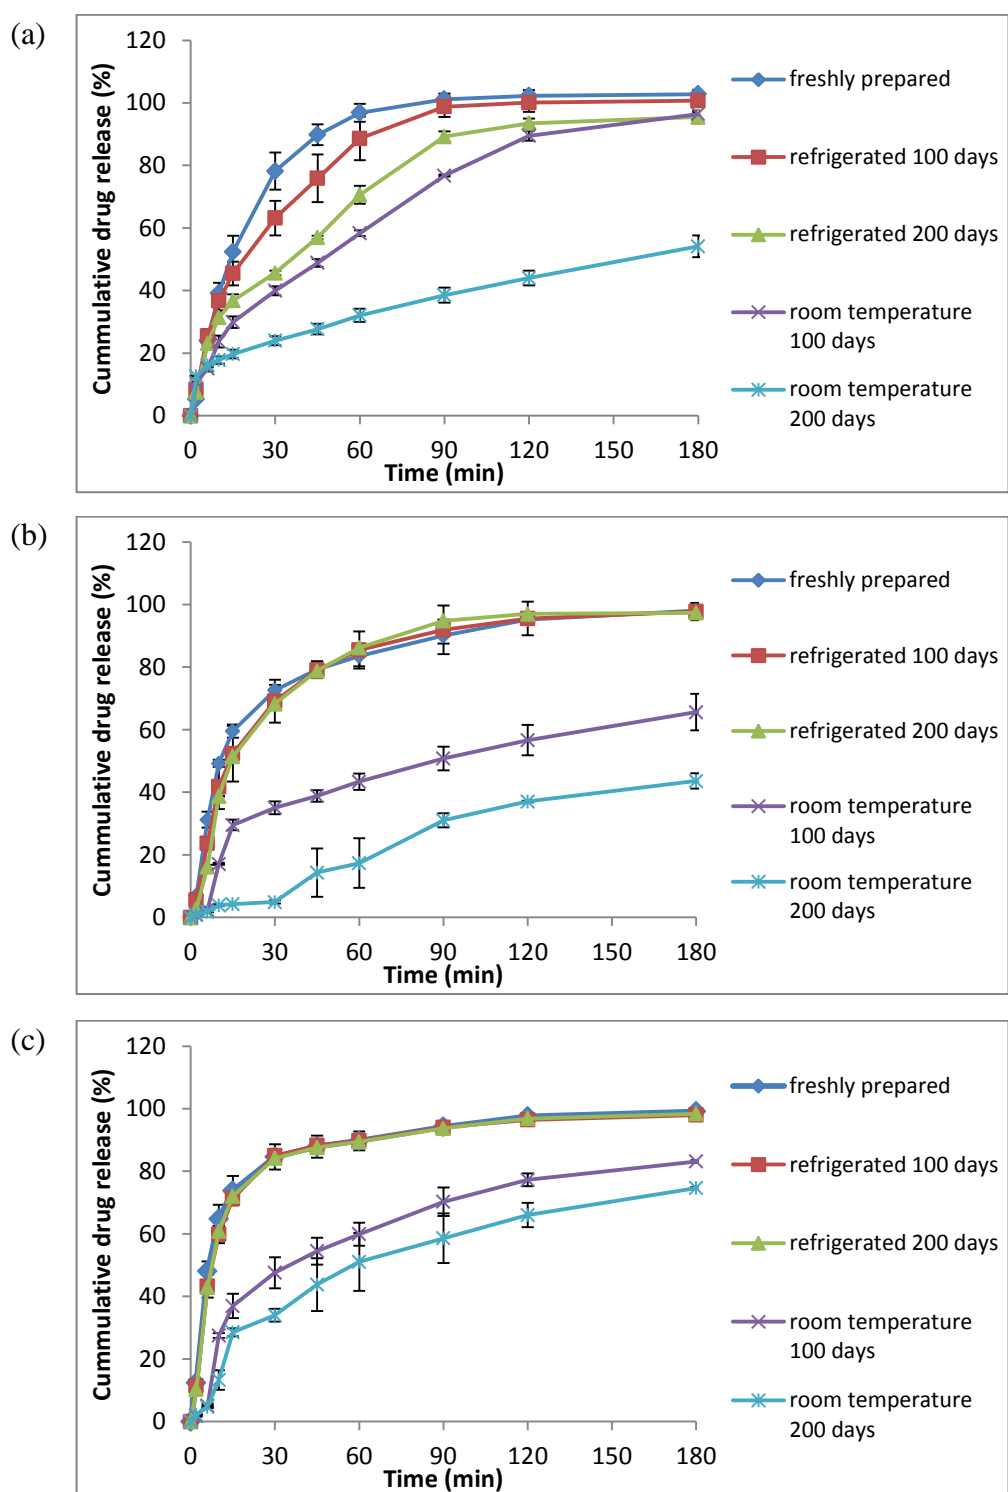 (a)
Cummulative drug release (%)
120
100
80
60
40
20
0
0 30 60 90 120 150 180
Time (min)
freshly prepared
refrigerated 100 days
refrigerated 200 days
room temperature
100 days
room temperature
200 days
(b)
Cummulative drug release (%)
120
100
80
60
40
20
0
0 30 60 90 120 150 180
Time (min)
freshly prepared
refrigerated 100 days
refrigerated 200 days
room temperature
100 days
room temperature
200 days
(c)
Cummulative drug release (%)
120
100
80
60
40
20
0
0 30 60 90 120 150 180
Time (min)
freshly prepared
refrigerated 100 days
refrigerated 200 days
room temperature
100 days
room temperature
200 days